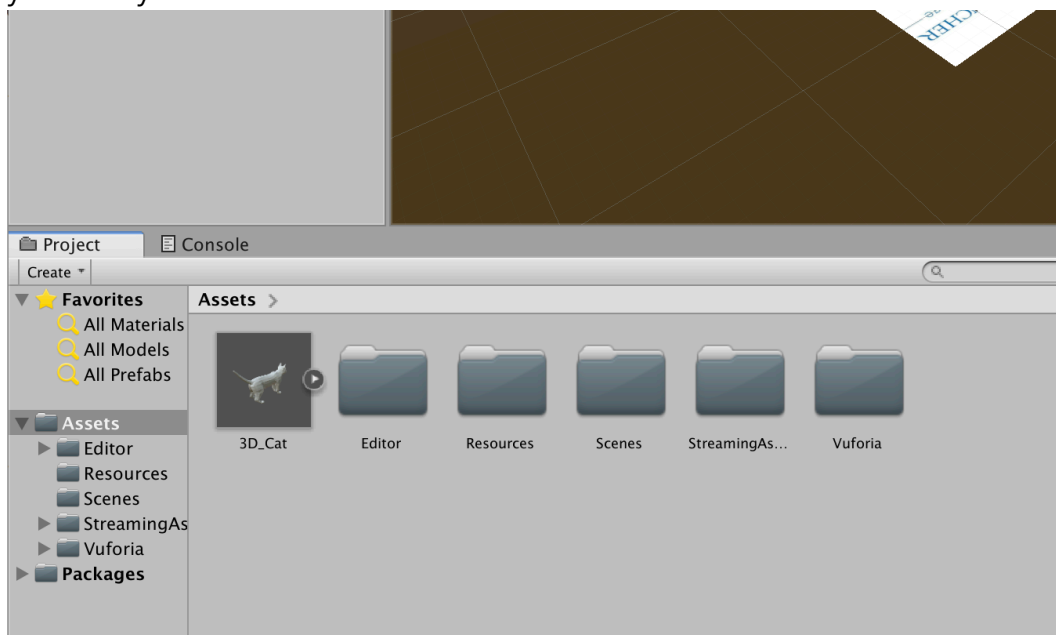 CHER
Project
Console
Create
Favorites
Assets >
All Materials
All Models
All Prefabs
Assets
Editor
Resources
Scenes
StreamingAs
Vuforia
Packages
3D_Cat
Editor
Resources
Scenes
StreamingAs...
Vuforia